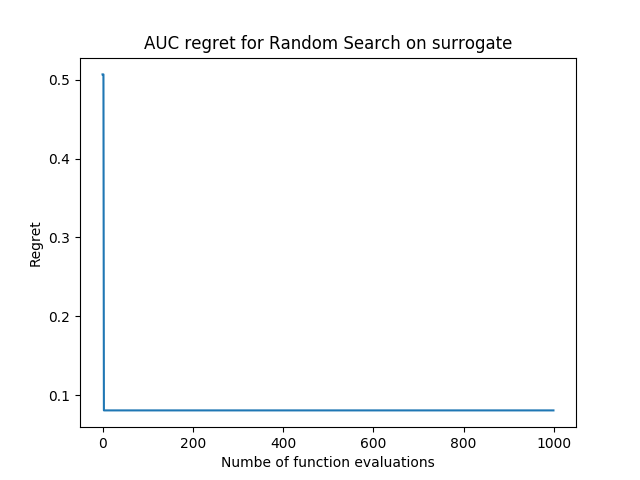 AUC regret for Random Search on surrogate
0.5
0.4
0.3
0.2
0.1
Regret
0 200 400 600 800 1000
Numbe of function evaluations